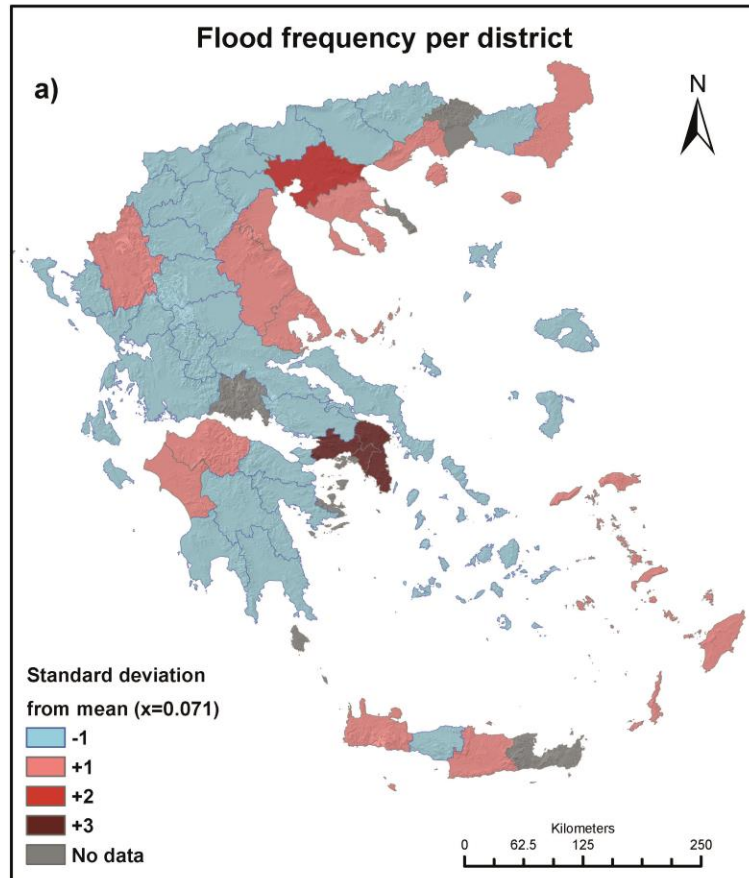 Flood frequency per district
a)
N
Standard deviation
from mean (x=0.071)
-1
+1
+2
+3
No data
Kilometers
0 62.5 125 250